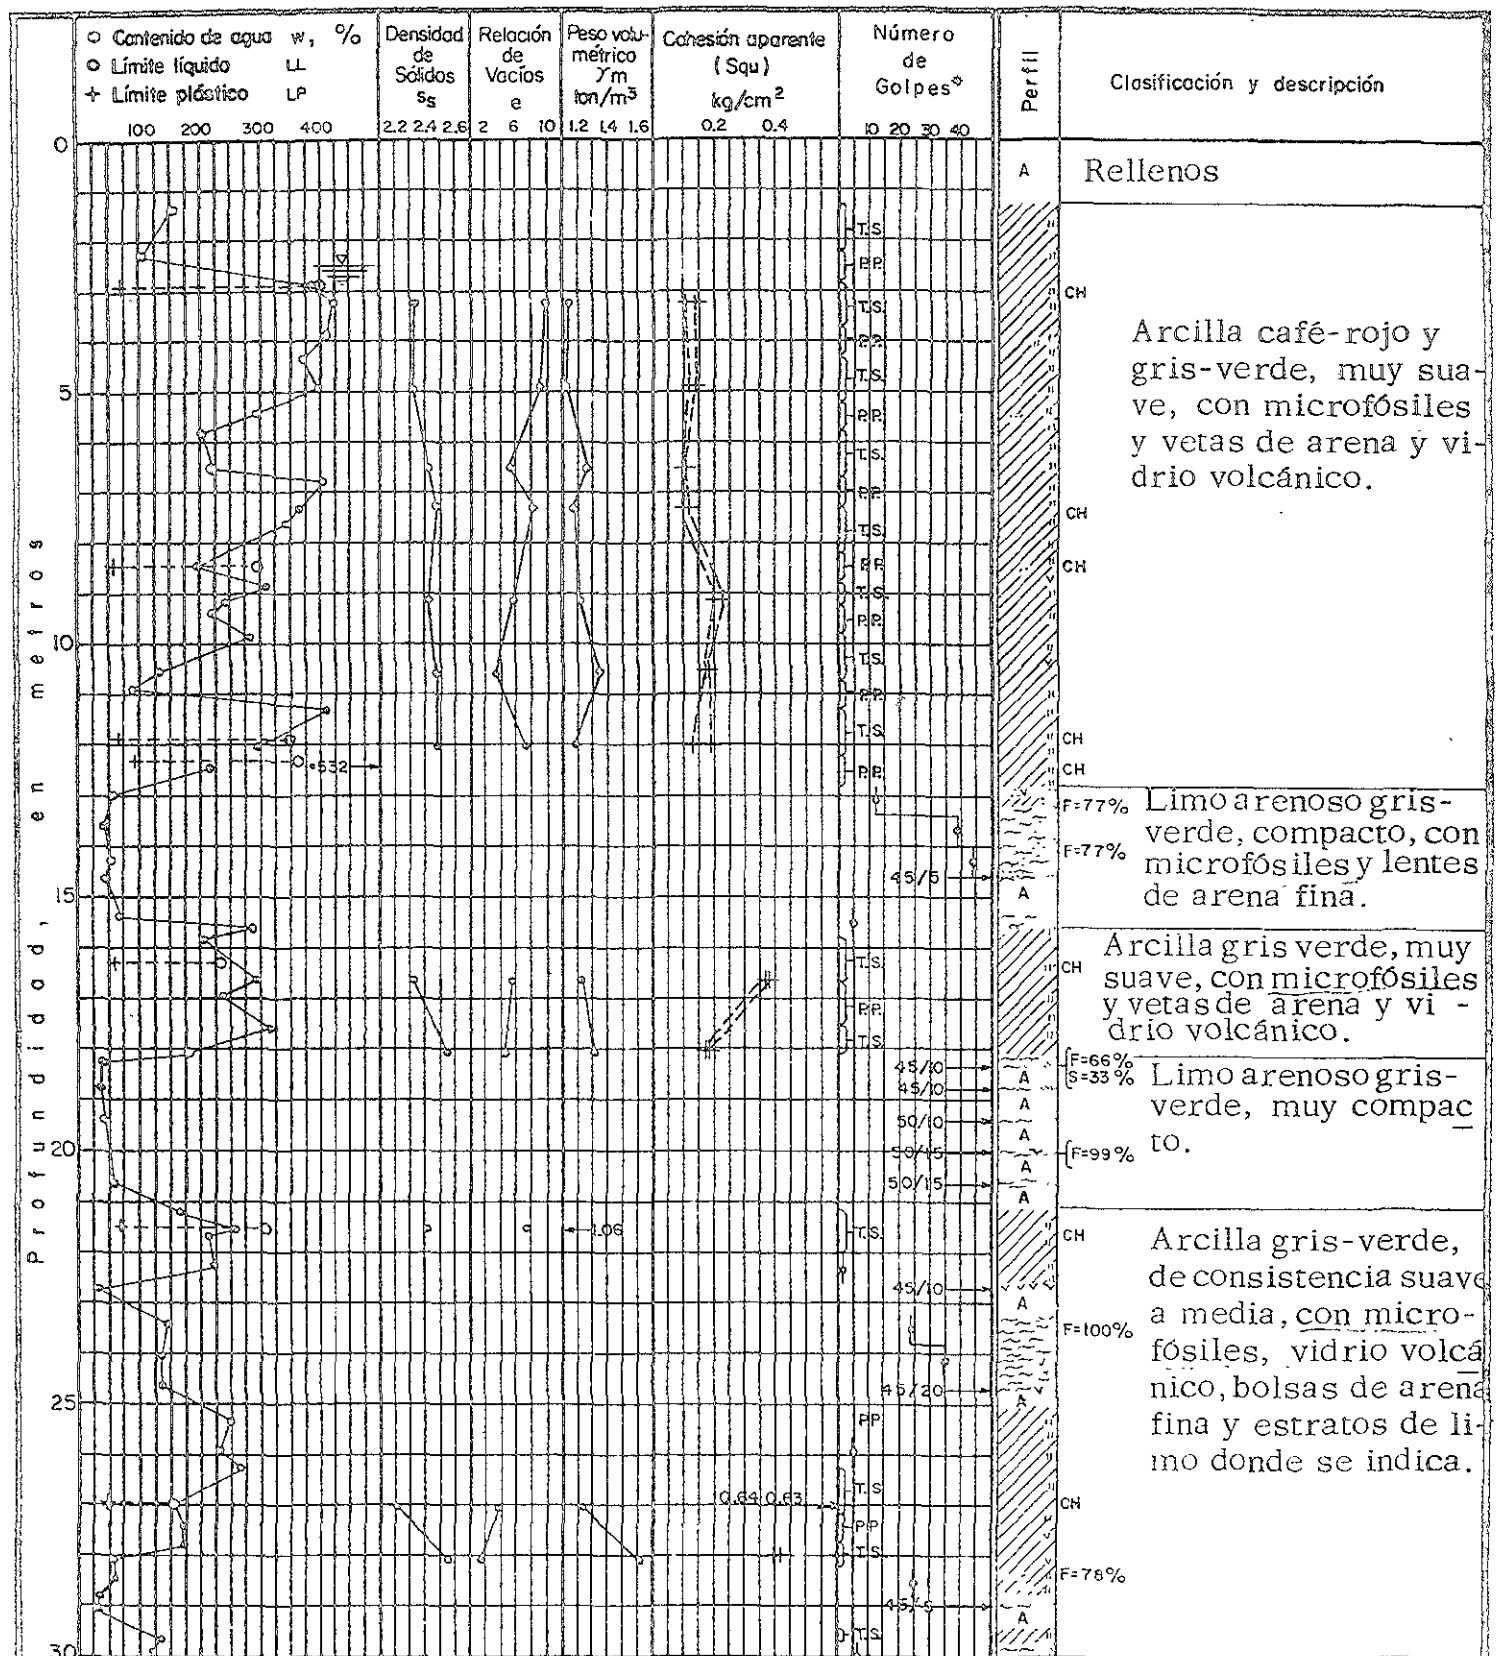 o Contenido de agua w, %
o Límite líquido LL
+ Límite plástico LP
100 200 300 400
Densidad
de
Sólidos
Ss
2.2 2.4 2.6
Relación
de
Vacíos
e
2 6 10
Peso volu-
métrico
γm
ton/m³
1.2 1.4 1.6
Cohesión aparente
(Squ)
kg/cm²
0.2 0.4
Número
de
Golpes*
10 20 30 40
Perfil
Clasificación y descripción
Profundidad, en metros
0
5
10
15
20
25
30
A
Rellenos
T.S.
P.P.
T.S.
P.P.
T.S.
P.P.
T.S.
P.P.
T.S.
P.P.
T.S.
P.P.
T.S.
P.P.
T.S.
P.P.
CH
CH
CH
CH
CH
Arcilla café-rojo y
gris-verde, muy sua-
ve, con microfósiles
y vetas de arena y vi-
drio volcánico.
532
F=77%
F=77%
45/5
A
Limo arenoso gris-
verde, compacto, con
microfósiles y lentes
de arena fina.
T.S.
P.P.
T.S.
CH
Arcilla gris verde, muy
suave, con microfósiles
y vetas de arena y vi -
drio volcánico.
45/10
45/10
50/10
50/15
50/15
F=66%
S=33%
F=99%
A
A
A
A
A
Limo arenoso gris-
verde, muy compac
to.
1.06
T.S.
CH
45/10
A
F=100%
45/20
A
P.P.
T.S.
0.64 0.63
P.P.
T.S.
CH
F=78%
A
T.S.
Arcilla gris-verde,
de consistencia suave
a media, con micro-
fósiles, vidrio volcá
nico, bolsas de arena
fina y estratos de li-
mo donde se indica.